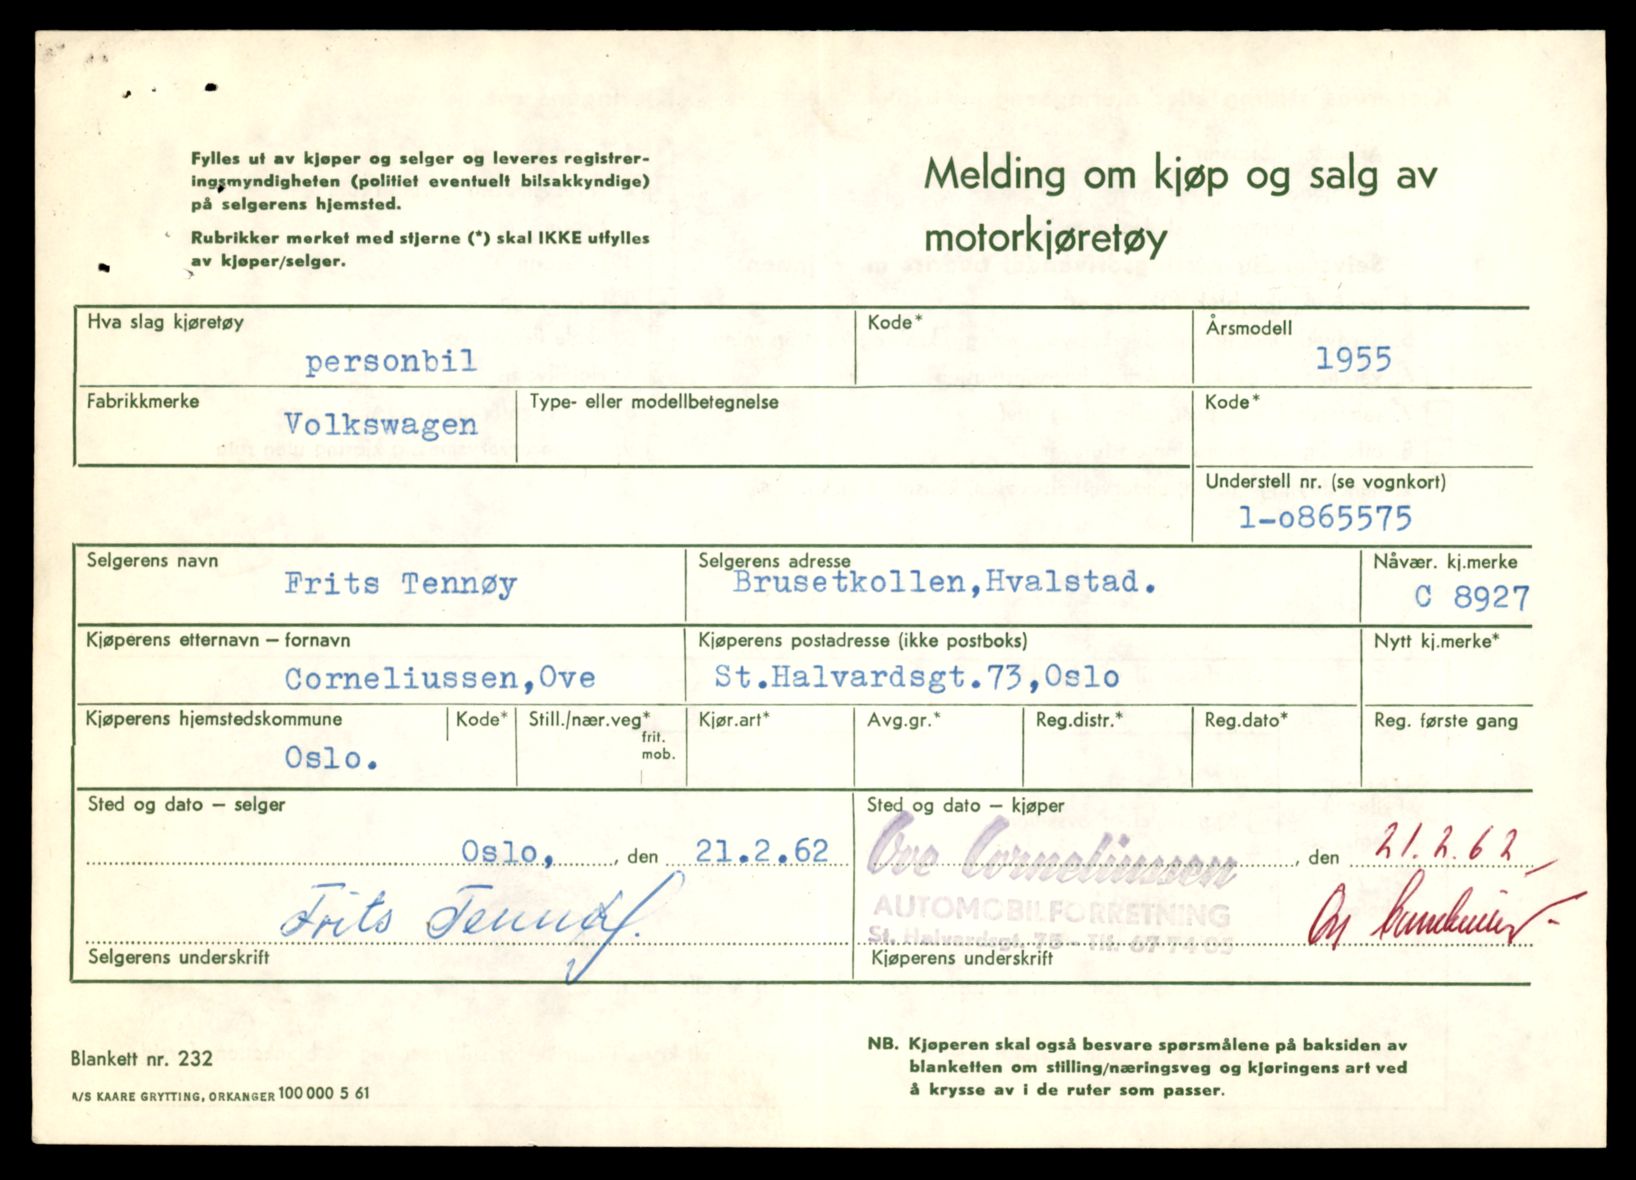 Fylles ut av kjøper og selger og leveres registrer-
ingsmyndigheten (politiet eventuelt bilsakkyndige)
på selgerens hjemsted.
Rubrikker merket med stjerne (*) skal IKKE utfylles
av kjøper/selger.
Melding om kjøp og salg av
motorkjøretøy
Hva slag kjøretøy
personbil
Kode*
Årsmodell
1955
Fabrikkmerke
Volkswagen
Type- eller modellbetegnelse
Kode*
Understell nr. (se vognkort)
1-o865575
Selgerens navn
Frits Tennøy
Selgerens adresse
Brusetkollen,Hvalstad.
Nåvær. kj.merke
C 8927
Kjøperens etternavn – fornavn
Corneliussen,Ove
Kjøperens postadresse (ikke postboks)
St.Halvardsgt.73,Oslo
Nytt kj.merke*
Kjøperens hjemstedskommune
Oslo.
Kode*
Still./nær.veg*
frit.
mob.
Kjør.art*
Avg.gr.*
Reg.distr.*
Reg.dato*
Reg. første gang
Sted og dato – selger
Oslo, , den 21.2.62
Frits Tennøy.
Selgerens underskrift
Sted og dato – kjøper
Ove Corneliussen , den 21.2.62
AUTOMOBILFORRETNING
St. Halvardsgt. 73 - Tlf. 67 74 03
Kjøperens underskrift
Blankett nr. 232
A/S KAARE GRYTTING, ORKANGER 100 000 5 61
NB. Kjøperen skal også besvare spørsmålene på baksiden av
blanketten om stilling/næringsveg og kjøringens art ved
å krysse av i de ruter som passer.